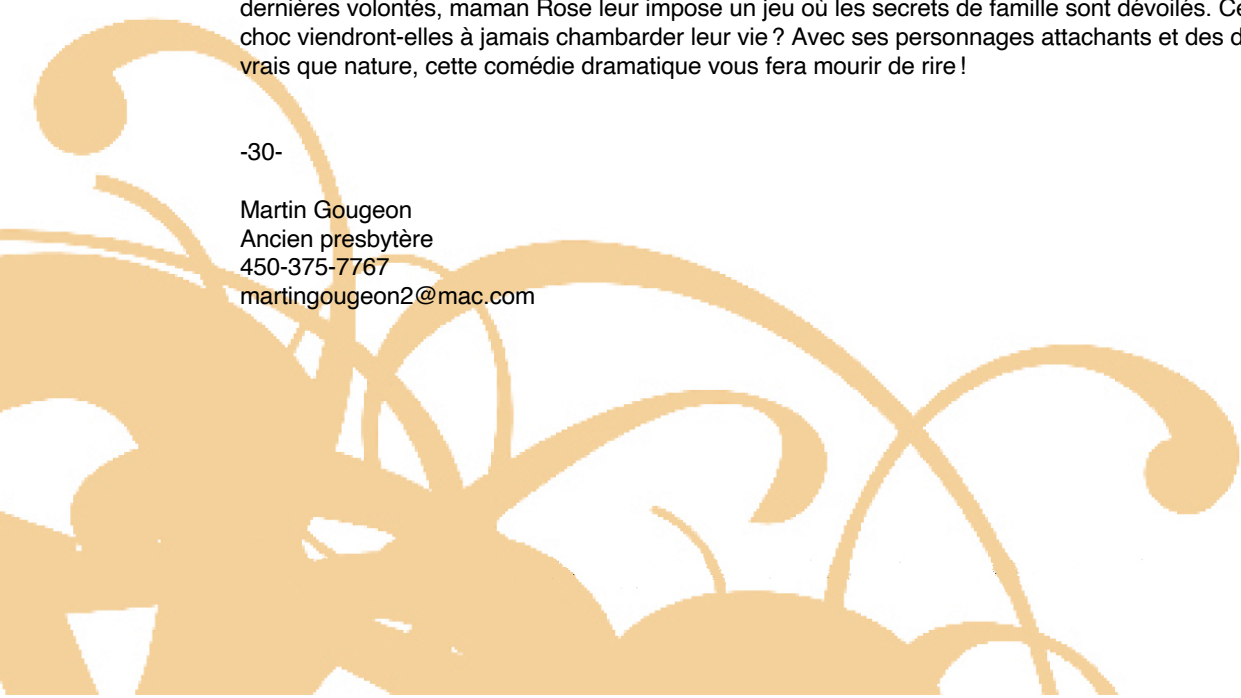 dernières volontés, maman Rose leur impose un jeu où les secrets de famille sont dévoilés.
choc viendront-elles à jamais chambarder leur vie ? Avec ses personnages attachants et des
vrais que nature, cette comédie dramatique vous fera mourir de rire !
-30-
Martin Gougeon
Ancien presbytère
450-375-7767
martingougeon2@mac.com